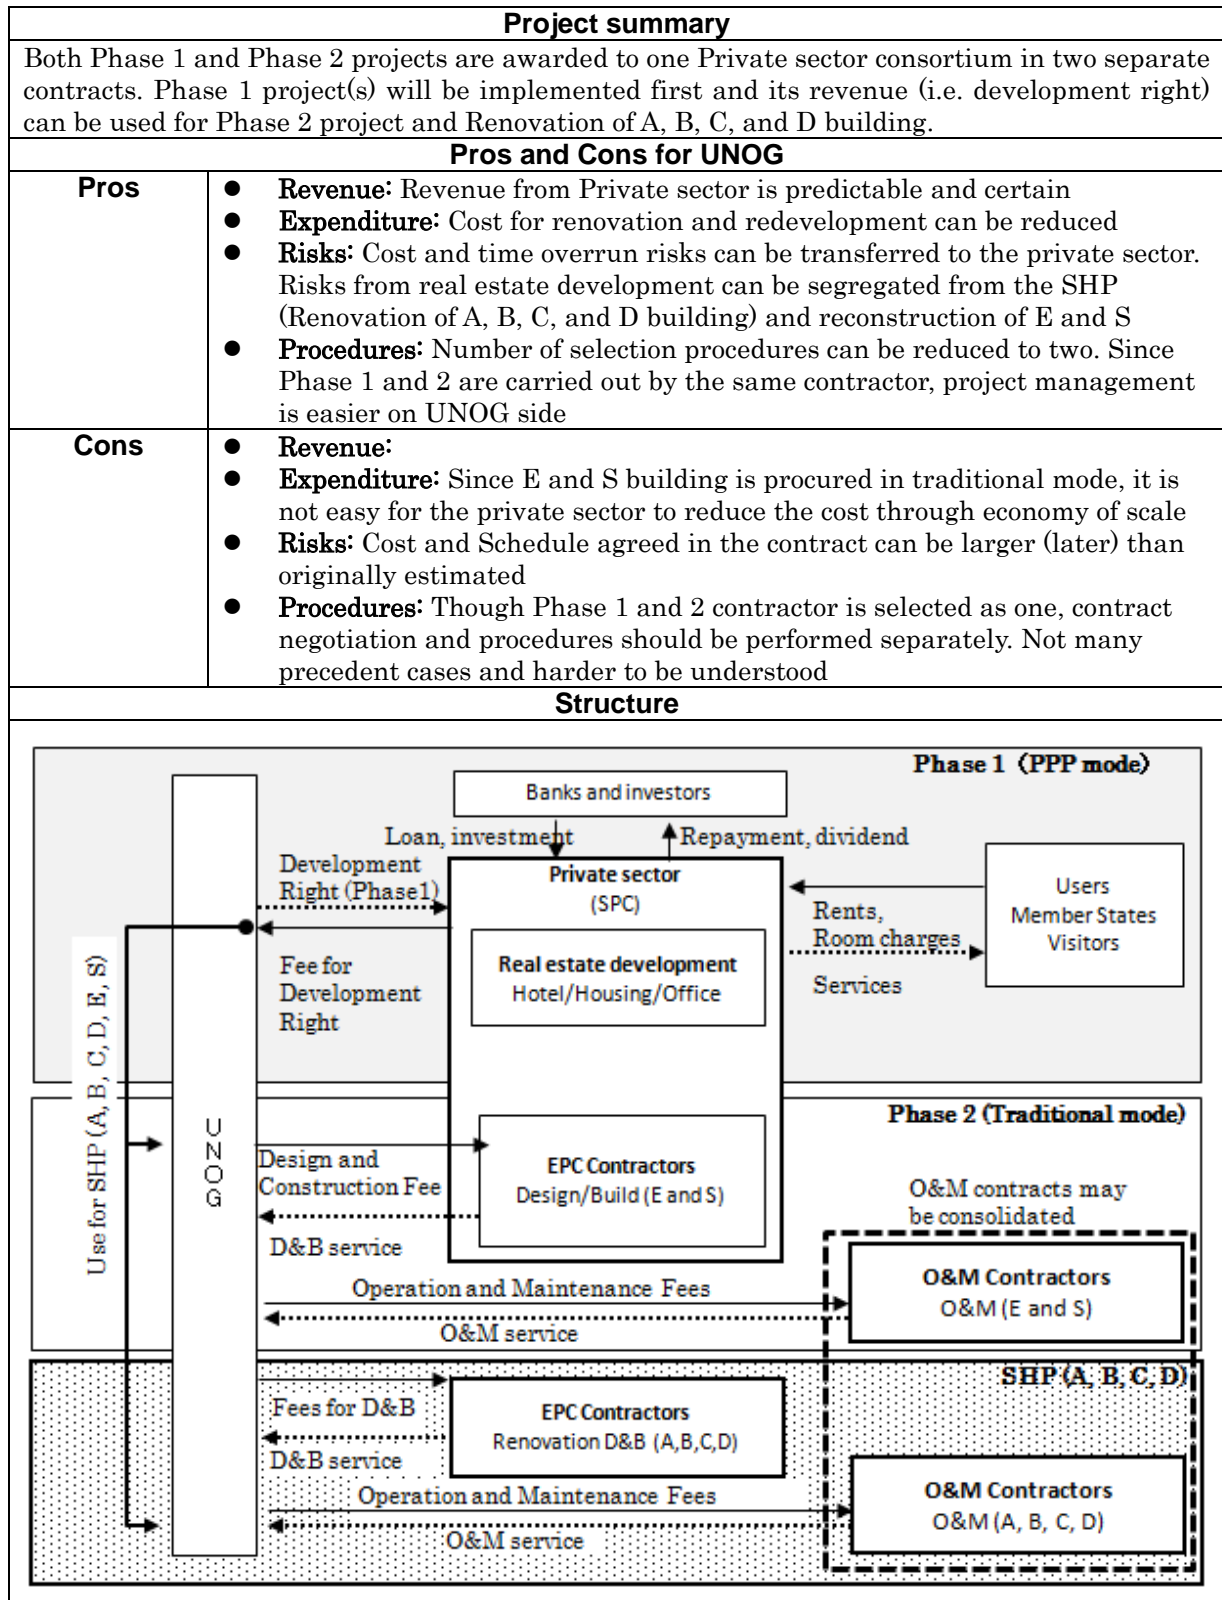 Project summary
Both Phase 1 and Phase 2 projects are awarded to one Private sector consortium in two separate
contracts. Phase 1 project(s) will be implemented first and its revenue (i.e. development right)
can be used for Phase 2 project and Renovation of A, B, C, and D building.
Pros and Cons for UNOG
Pros
● Revenue: Revenue from Private sector is predictable and certain
● Expenditure: Cost for renovation and redevelopment can be reduced
● Risks: Cost and time overrun risks can be transferred to the private sector.
Risks from real estate development can be segregated from the SHP
(Renovation of A, B, C, and D building) and reconstruction of E and S
● Procedures: Number of selection procedures can be reduced to two. Since
Phase 1 and 2 are carried out by the same contractor, project management
is easier on UNOG side
Cons
● Revenue:
● Expenditure: Since E and S building is procured in traditional mode, it is
not easy for the private sector to reduce the cost through economy of scale
● Risks: Cost and Schedule agreed in the contract can be larger (later) than
originally estimated
● Procedures: Though Phase 1 and 2 contractor is selected as one, contract
negotiation and procedures should be performed separately. Not many
precedent cases and harder to be understood
Structure
Phase 1 (PPP mode)
Banks and investors
Loan, investment
Repayment, dividend
Development
Right (Phase1)
Private sector
(SPC)
Users
Member States
Visitors
Rents,
Room charges
Services
Real estate development
Hotel/Housing/Office
Fee for
Development
Right
Use for SHP (A, B, C, D, E, S)
UNOG
Phase 2 (Traditional mode)
Design and
Construction Fee
EPC Contractors
Design/Build (E and S)
D&B service
O&M contracts may
be consolidated
Operation and Maintenance Fees
O&M service
O&M Contractors
O&M (E and S)
SHP (A, B, C, D)
Fees for D&B
EPC Contractors
Renovation D&B (A,B,C,D)
D&B service
Operation and Maintenance Fees
O&M service
O&M Contractors
O&M (A, B, C, D)